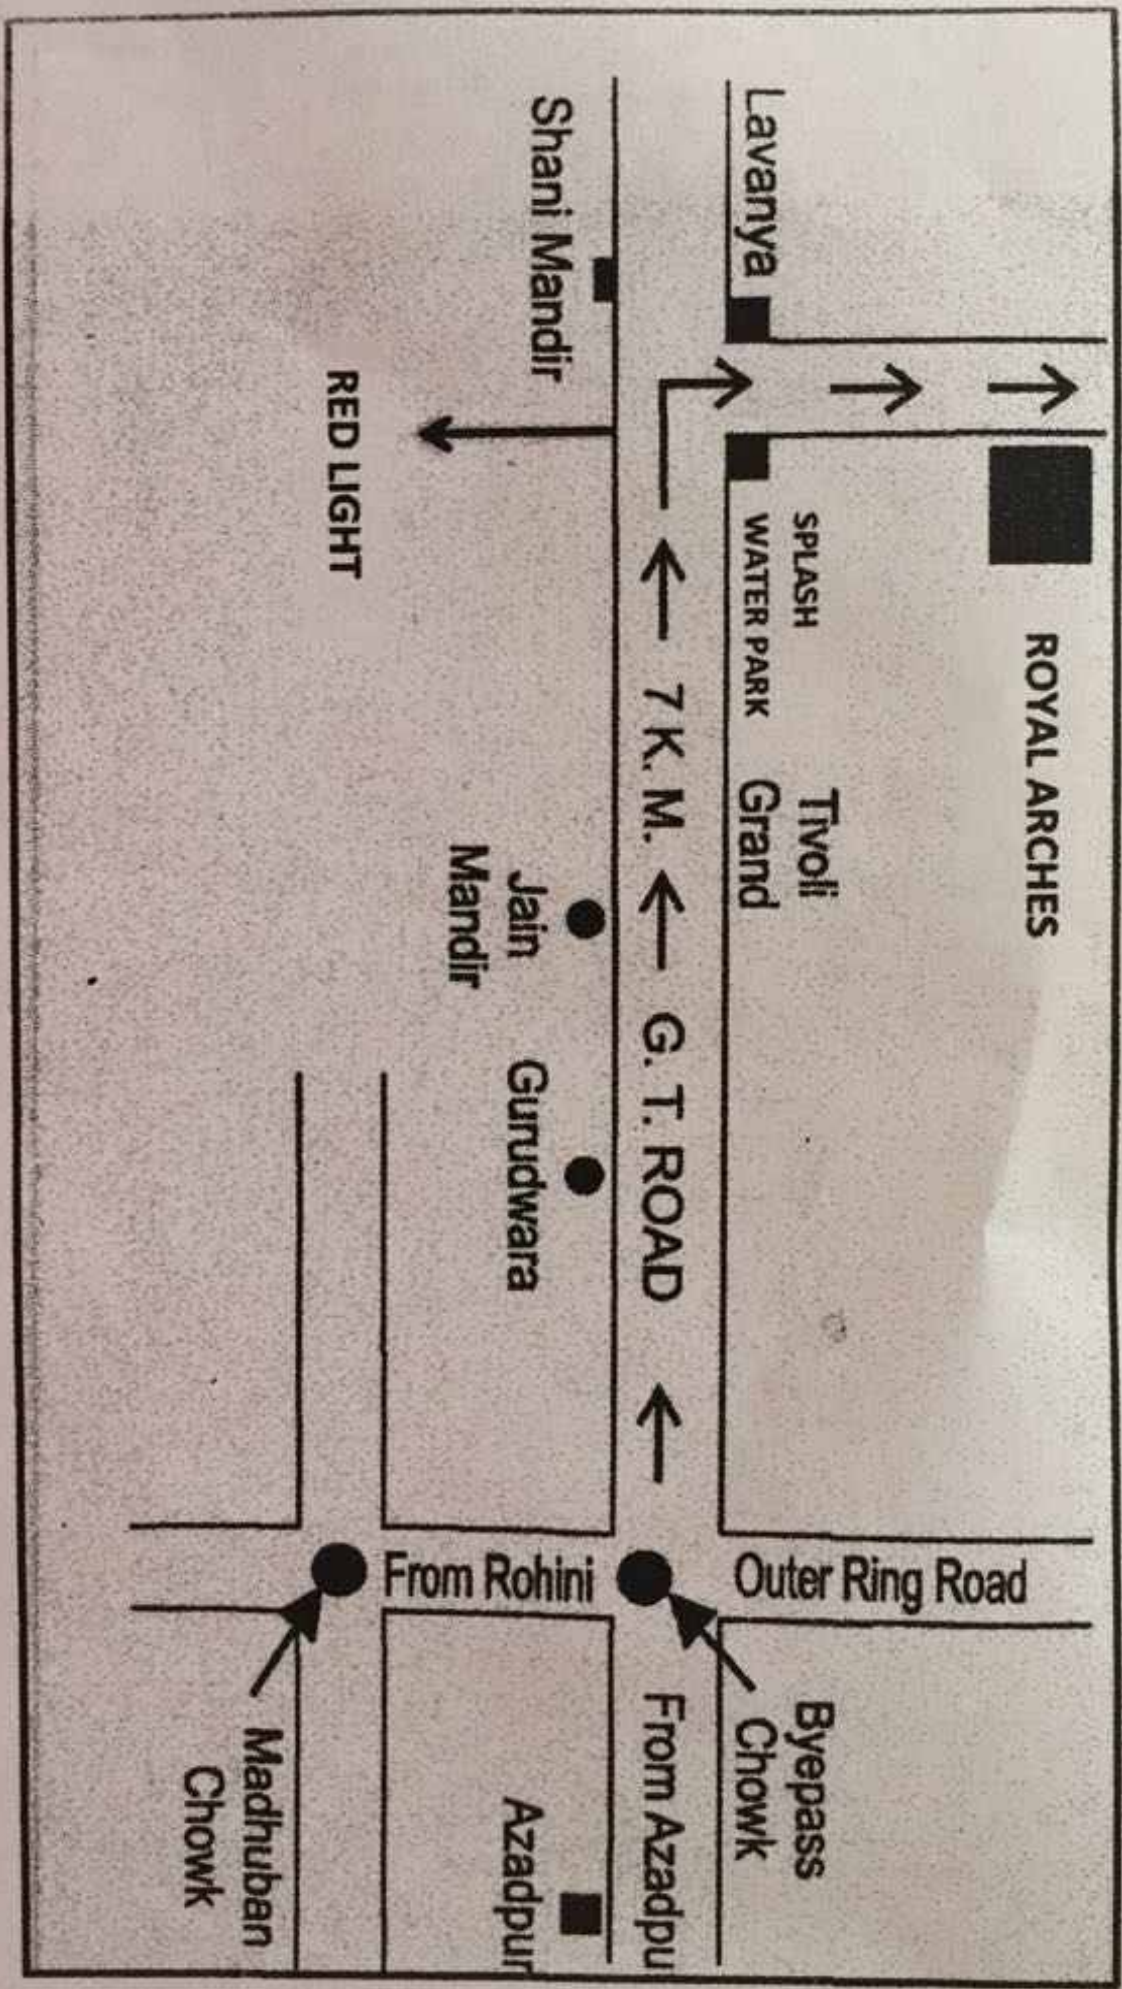 ROYAL ARCHES
Lavanya
SPLASH
WATER PARK
Tivoli
Grand
Outer Ring Road
Byepass
Chowk
7 K. M.
G. T. ROAD
From Azadpu
Shani Mandir
Jain
Mandir
Gurudwara
From Rohini
Azadpur
RED LIGHT
Madhuban
Chowk